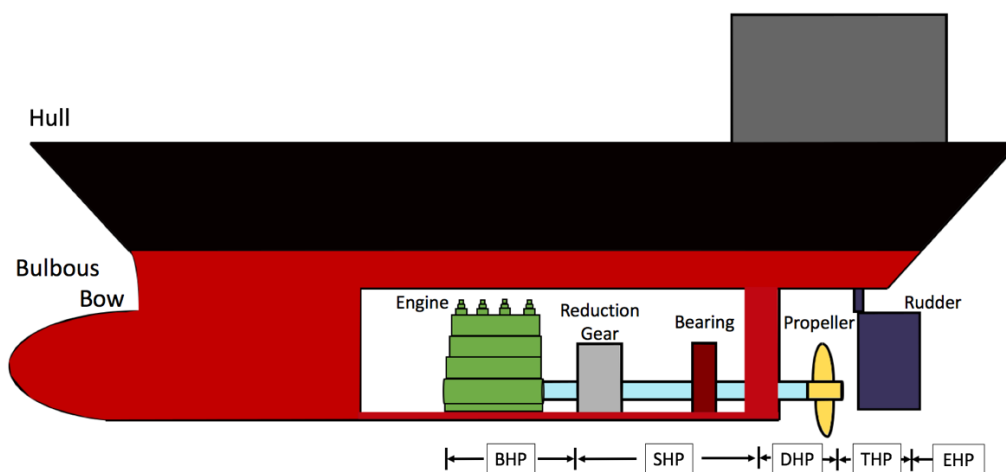 Hull
Bulbous
Bow
Engine
Reduction
Gear
Bearing
Propeller
Rudder
BHP
SHP
DHP
THP
EHP